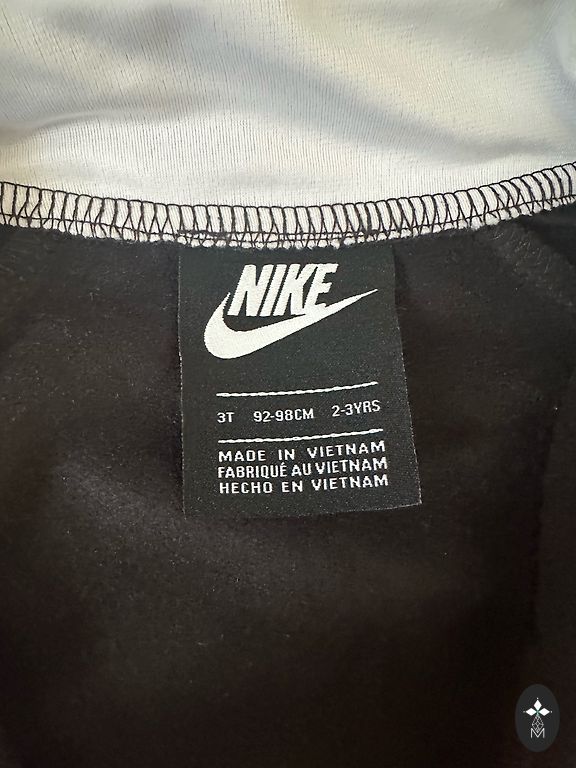 NIKE
3T 92-98CM 2-3YRS
MADE IN VIETNAM
FABRIQUÉ AU VIETNAM
HECHO EN VIETNAM
M